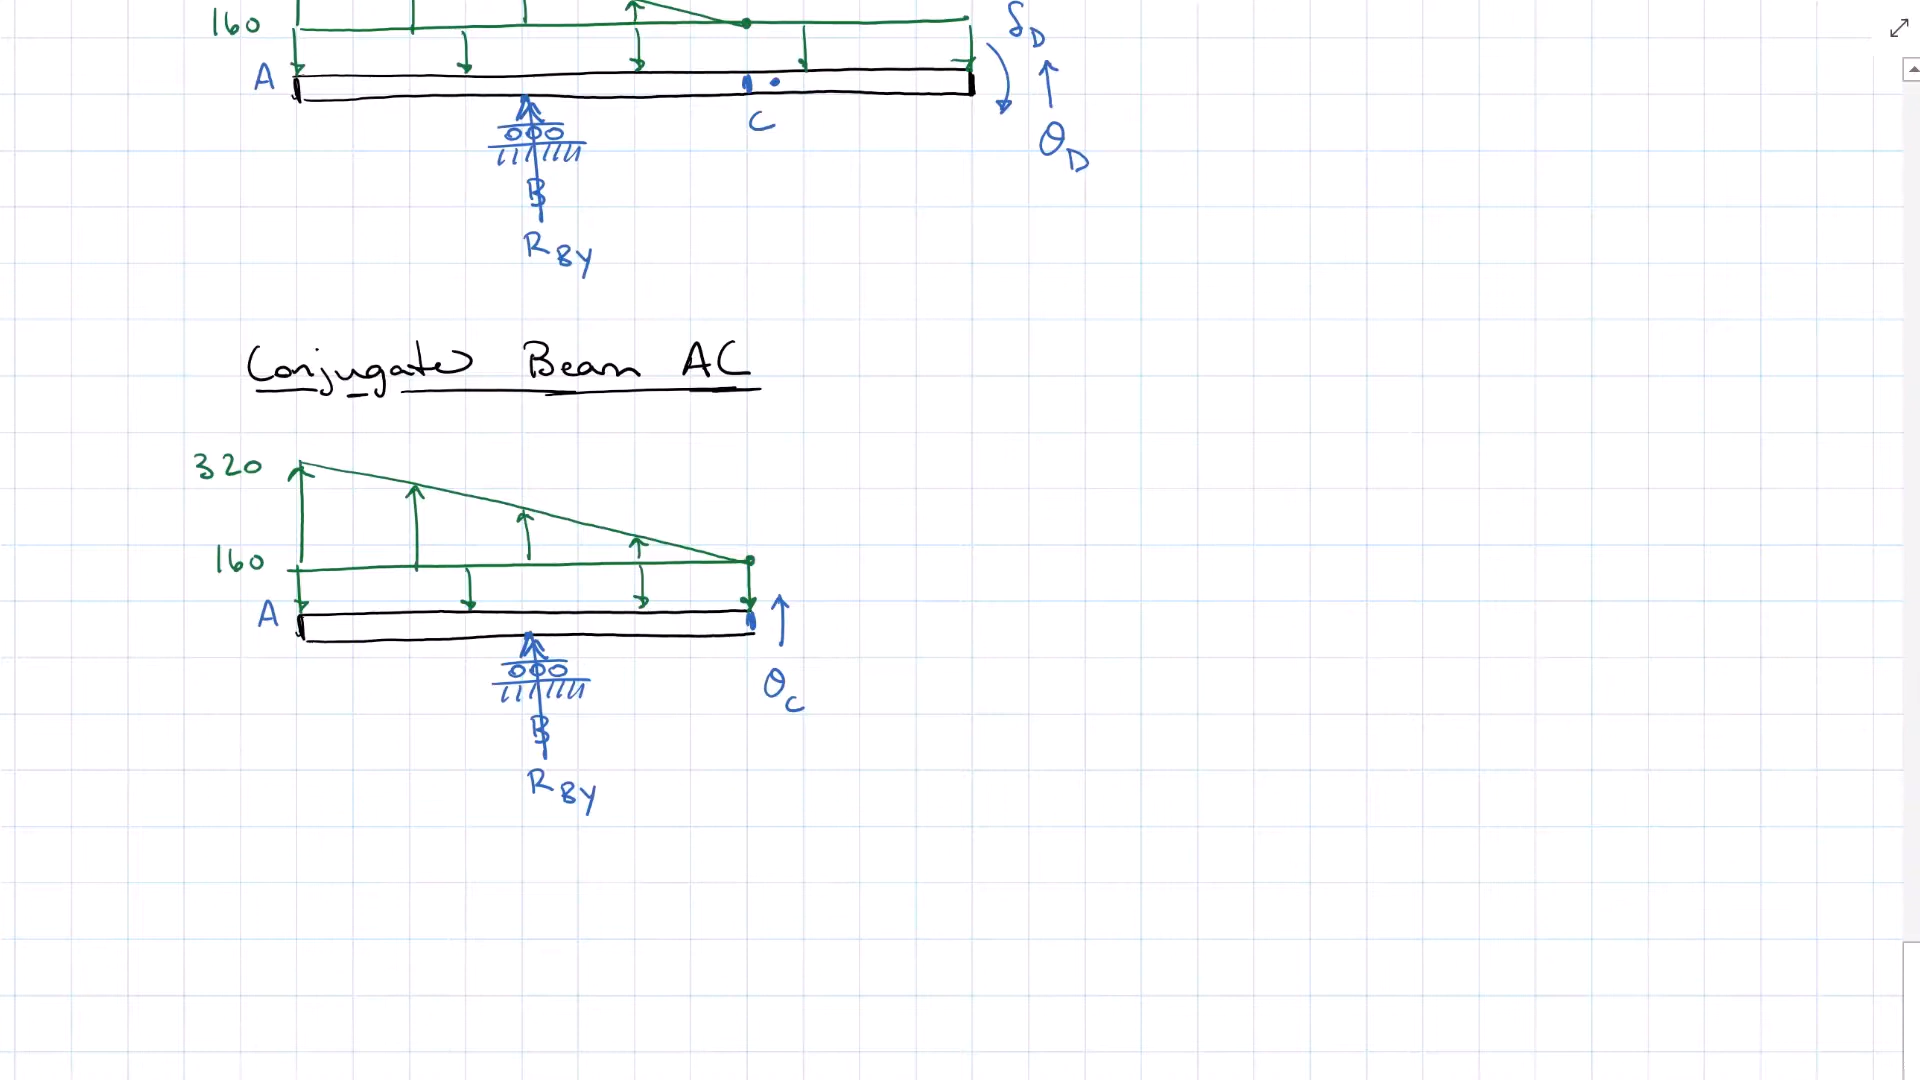 160
δD
A
C
θD
B
RBY
Conjugate Beam AC
320
160
A
θC
B
RBY